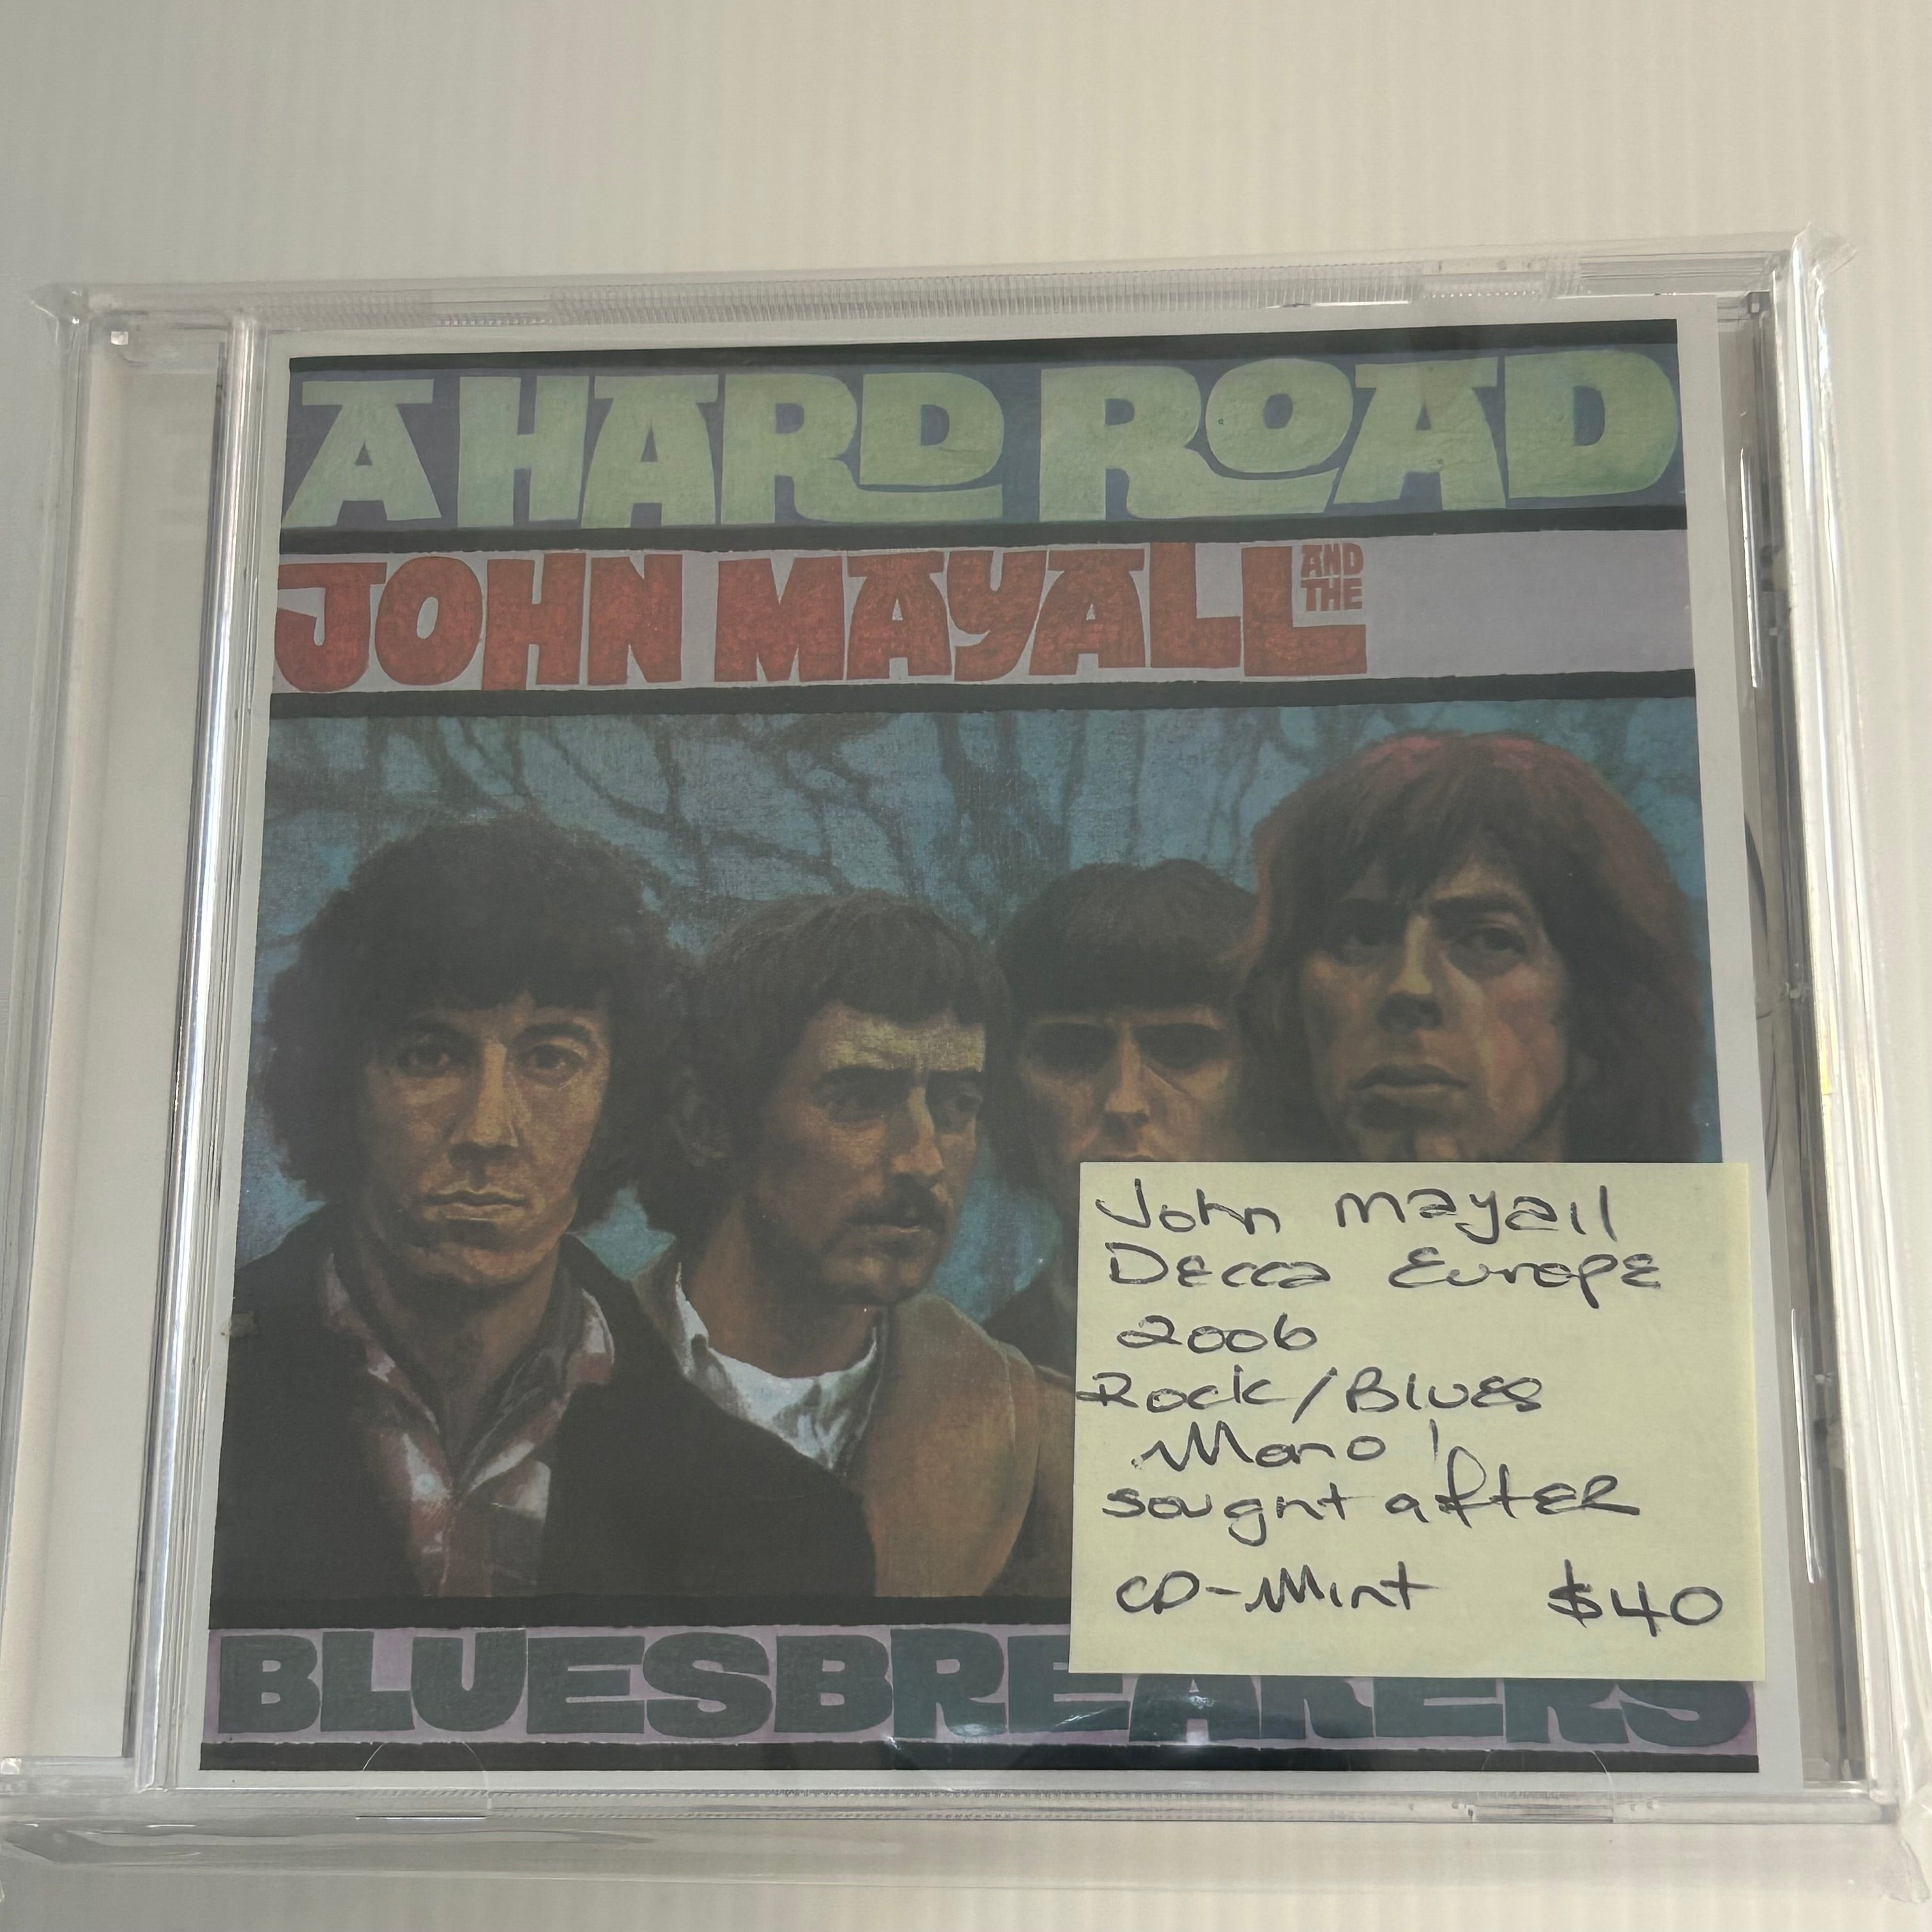 A HARD ROAD
JOHN MAYALL AND THE
BLUESBREAKERS
John Mayall
Decca Europe
2006
Rock/Blues
Mono!
sought after
CD-Mint $40